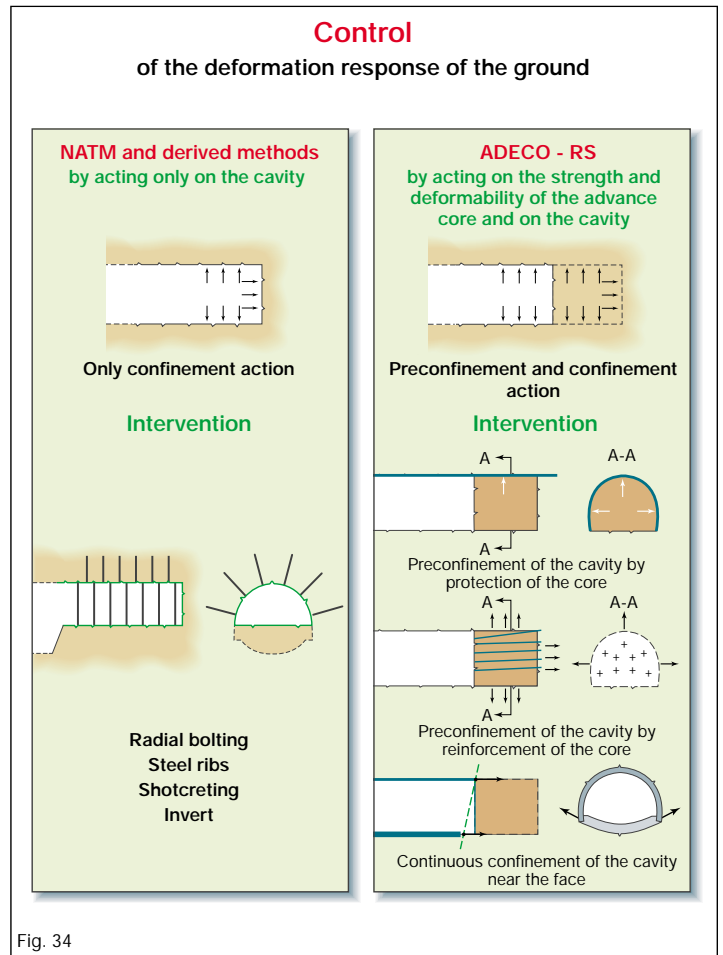 Control
of the deformation response of the ground
NATM and derived methods
by acting only on the cavity
Only confinement action
Intervention
Radial bolting
Steel ribs
Shotcreting
Invert
ADECO - RS
by acting on the strength and
deformability of the advance
core and on the cavity
Preconfinement and confinement
action
Intervention
A
A-A
A
Preconfinement of the cavity by
protection of the core
A
A-A
A
Preconfinement of the cavity by
reinforcement of the core
Continuous confinement of the cavity
near the face
Fig. 34